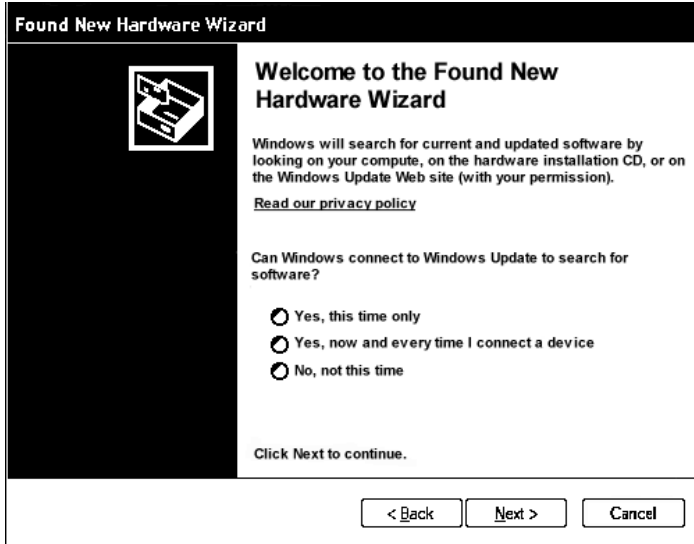 Found New Hardware Wizard
Welcome to the Found New
Hardware Wizard
Windows will search for current and updated software by
looking on your compute, on the hardware installation CD, or on
the Windows Update Web site (with your permission).
Read our privacy policy
Can Windows connect to Windows Update to search for
software?
Yes, this time only
Yes, now and every time I connect a device
No, not this time
Click Next to continue.
< Back Next > Cancel